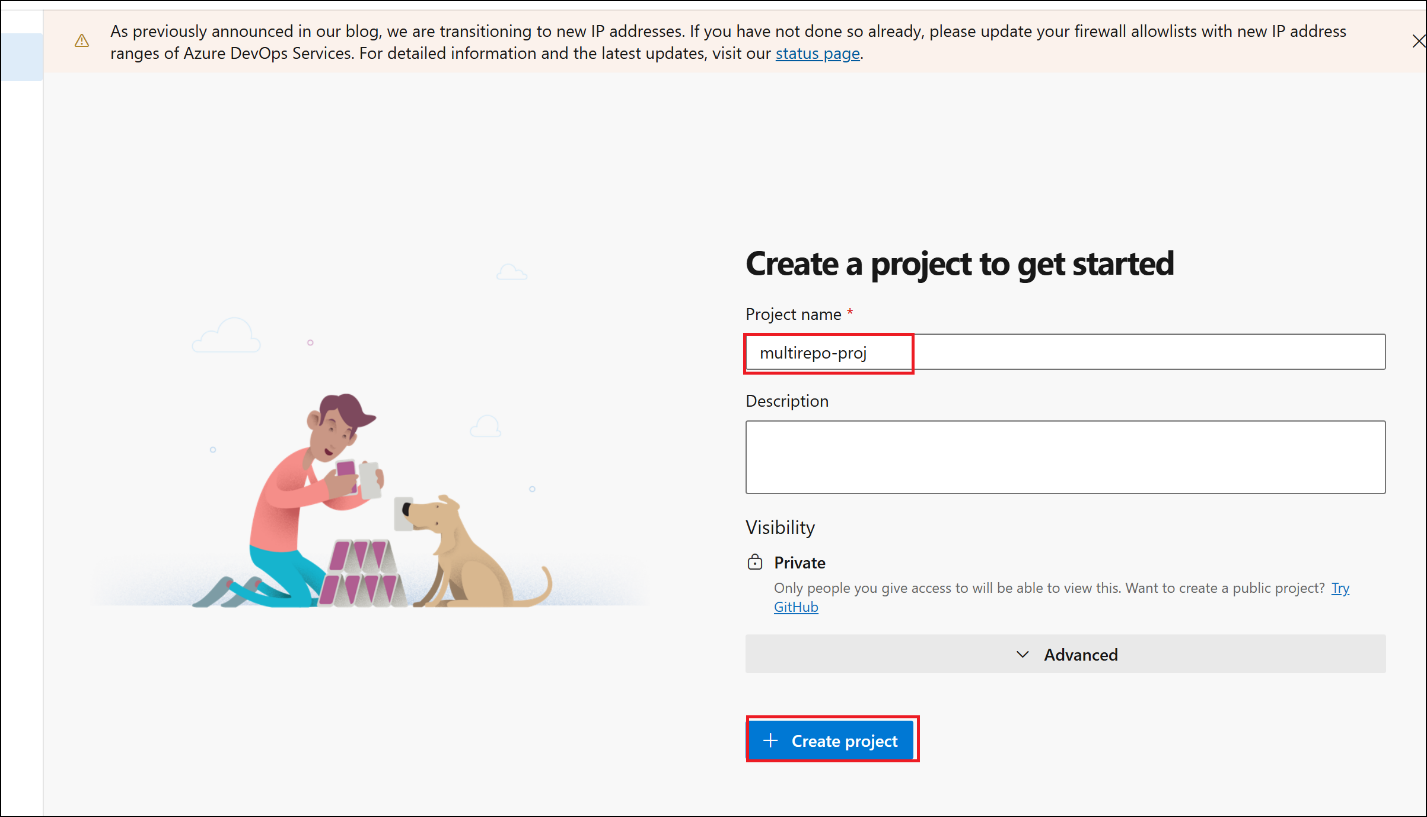 As previously announced in our blog, we are transitioning to new IP addresses. If you have not done so already, please update your firewall allowlists with new IP address
ranges of Azure DevOps Services. For detailed information and the latest updates, visit our status page.
Create a project to get started
Project name *
multirepo-proj
Description
Visibility
Private
Only people you give access to will be able to view this. Want to create a public project? Try
GitHub
Advanced
Create project